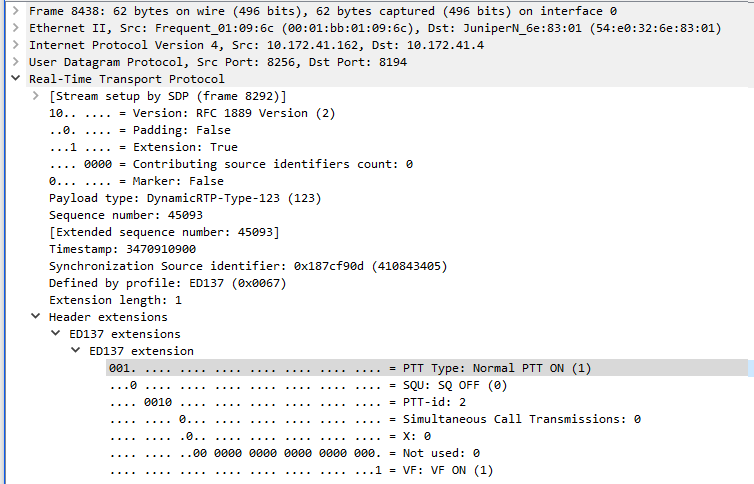 Frame 8438: 62 bytes on wire (496 bits), 62 bytes captured (496 bits) on interface 0
Ethernet II, Src: Frequent_01:09:6c (00:01:bb:01:09:6c), Dst: JuniperN_6e:83:01 (54:e0:32:6e:83:01)
Internet Protocol Version 4, Src: 10.172.41.162, Dst: 10.172.41.4
User Datagram Protocol, Src Port: 8256, Dst Port: 8194
Real-Time Transport Protocol
[Stream setup by SDP (frame 8292)]
10.. .... = Version: RFC 1889 Version (2)
..0. .... = Padding: False
...1 .... = Extension: True
.... 0000 = Contributing source identifiers count: 0
0... .... = Marker: False
Payload type: DynamicRTP-Type-123 (123)
Sequence number: 45093
[Extended sequence number: 45093]
Timestamp: 3470910900
Synchronization Source identifier: 0x187cf90d (410843405)
Defined by profile: ED137 (0x0067)
Extension length: 1
Header extensions
ED137 extensions
ED137 extension
001. .... .... .... .... .... .... .... = PTT Type: Normal PTT ON (1)
...0 .... .... .... .... .... .... .... = SQU: SQ OFF (0)
.... 0010 .... .... .... .... .... .... = PTT-id: 2
.... .... 0... .... .... .... .... .... = Simultaneous Call Transmissions: 0
.... .... .0.. .... .... .... .... .... = X: 0
.... .... ..00 0000 0000 0000 0000 000. = Not used: 0
.... .... .... .... .... .... .... ...1 = VF: VF ON (1)